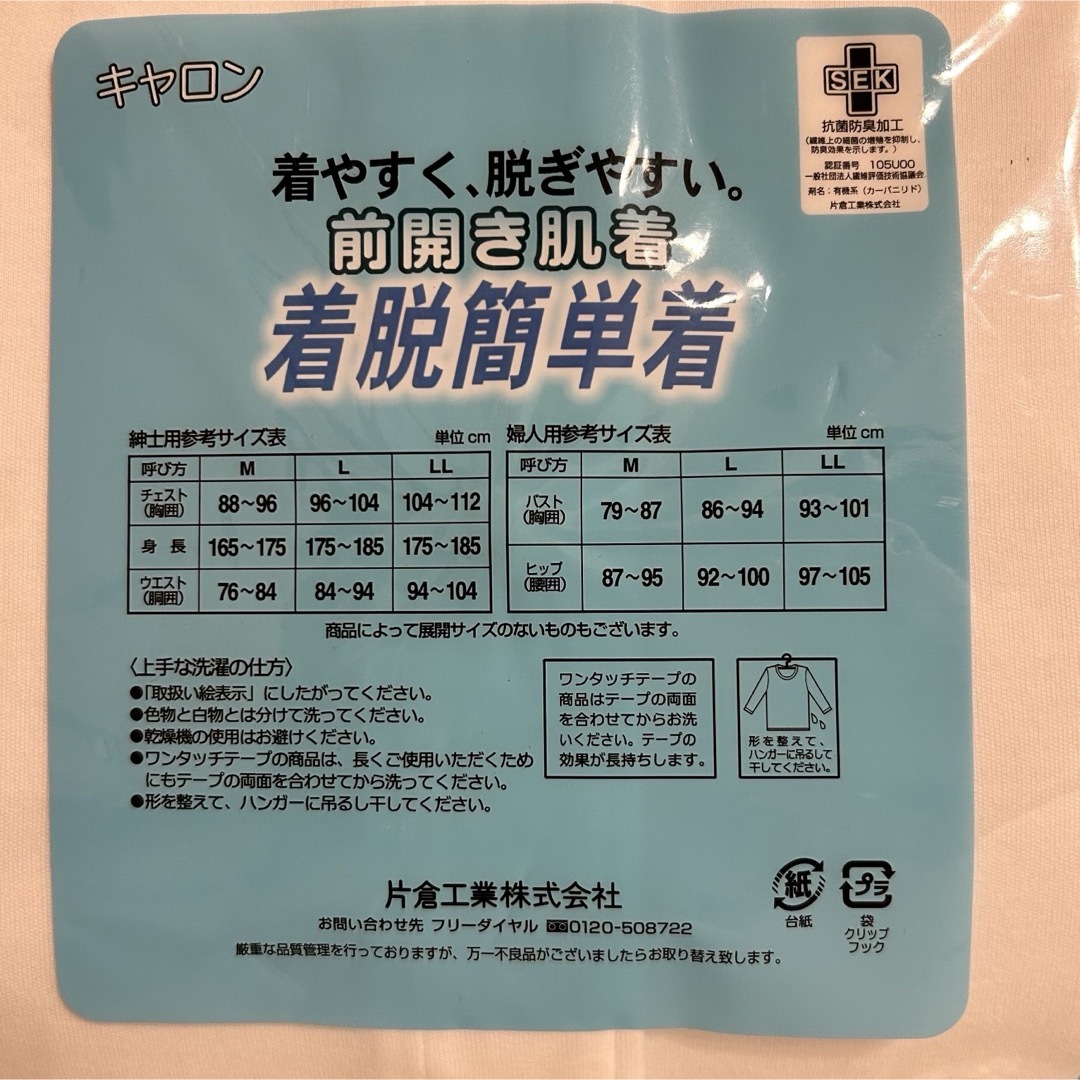 キヤロン
SEK
抗菌防臭加工
(繊維上の細菌の増殖を抑制し、
防臭効果を示します。)
認証番号 105U00
一般社団法人繊維評価技術協議会
剤名:有機系(カーバニリド)
片倉工業株式会社
着やすく、脱ぎやすい。
前開き肌着
着脱簡単着
紳士用参考サイズ表 単位 cm
呼び方 M L LL
チェスト(胸囲) 88〜96 96〜104 104〜112
身長 165〜175 175〜185 175〜185
ウエスト(胴囲) 76〜84 84〜94 94〜104
婦人用参考サイズ表 単位 cm
呼び方 M L LL
バスト(胸囲) 79〜87 86〜94 93〜101
ヒップ(腰囲) 87〜95 92〜100 97〜105
商品によって展開サイズのないものもございます。
〈上手な洗濯の仕方〉
●「取扱い絵表示」にしたがってください。
●色物と白物とは分けて洗ってください。
●乾燥機の使用はお避けください。
●ワンタッチテープの商品は、長くご使用いただくため
にもテープの両面を合わせてから洗ってください。
●形を整えて、ハンガーに吊るし干してください。
ワンタッチテープの
商品はテープの両面
を合わせてからお洗
いください。テープの
効果が長持ちします。
形を整えて、
ハンガーに吊るして
干してください。
片倉工業株式会社
お問い合わせ先 フリーダイヤル 0120-508722
厳重な品質管理を行っておりますが、万一不良品がございましたらお取り替え致します。
紙
台紙
プラ
袋
クリップ
フック